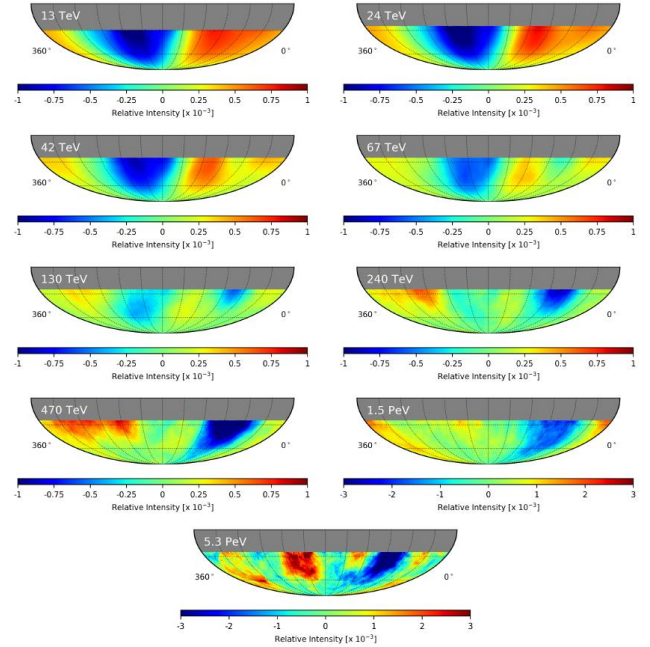 13 TeV
24 TeV
360° 0° 360° 0°
-1 -0.75 -0.5 -0.25 0 0.25 0.5 0.75 1 -1 -0.75 -0.5 -0.25 0 0.25 0.5 0.75 1
Relative Intensity [x 10⁻³] Relative Intensity [x 10⁻³]
42 TeV
67 TeV
360° 0° 360° 0°
-1 -0.75 -0.5 -0.25 0 0.25 0.5 0.75 1 -1 -0.75 -0.5 -0.25 0 0.25 0.5 0.75 1
Relative Intensity [x 10⁻³] Relative Intensity [x 10⁻³]
130 TeV
240 TeV
360° 0° 360° 0°
-1 -0.75 -0.5 -0.25 0 0.25 0.5 0.75 1 -1 -0.75 -0.5 -0.25 0 0.25 0.5 0.75 1
Relative Intensity [x 10⁻³] Relative Intensity [x 10⁻³]
470 TeV
1.5 PeV
360° 0° 360° 0°
-1 -0.75 -0.5 -0.25 0 0.25 0.5 0.75 1 -3 -2 -1 0 1 2 3
Relative Intensity [x 10⁻³] Relative Intensity [x 10⁻³]
5.3 PeV
360° 0°
-3 -2 -1 0 1 2 3
Relative Intensity [x 10⁻³]